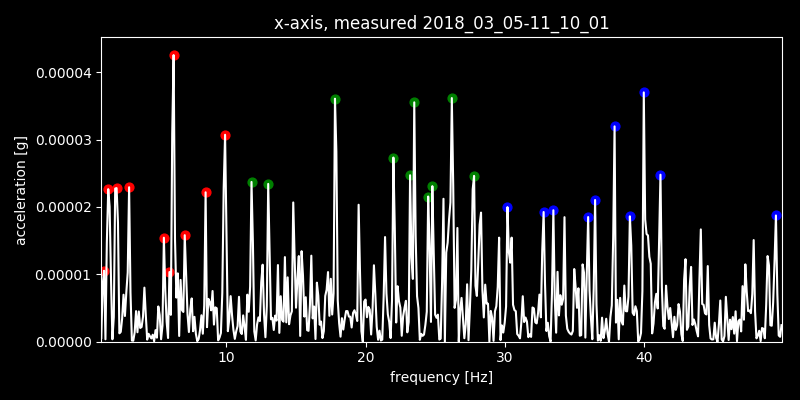 x-axis, measured 2018_03_05-11_10_01
0.00004
0.00003
0.00002
0.00001
0.00000
acceleration [g]
10 20 30 40
frequency [Hz]